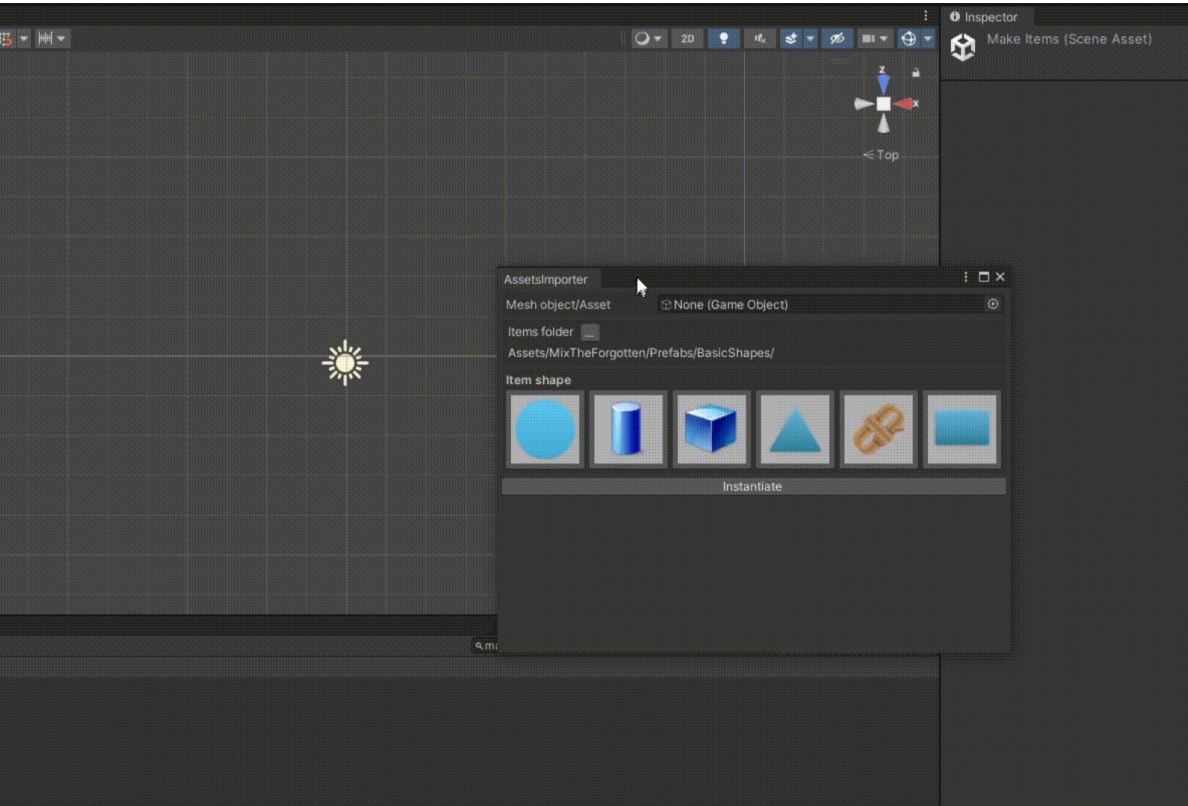 Inspector
Make Items (Scene Asset)
2D
z
x
Top
AssetsImporter
Mesh object/Asset
None (Game Object)
Items folder ...
Assets/MixTheForgotten/Prefabs/BasicShapes/
Item shape
Instantiate